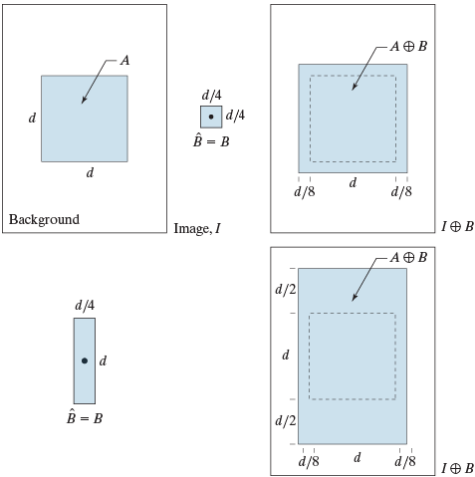 A
d
d
Background
Image, I
d/4
d/4
B̂ = B
A ⊕ B
d/8
d
d/8
I ⊕ B
d/4
d
B̂ = B
A ⊕ B
d/2
d
d/2
d/8
d
d/8
I ⊕ B